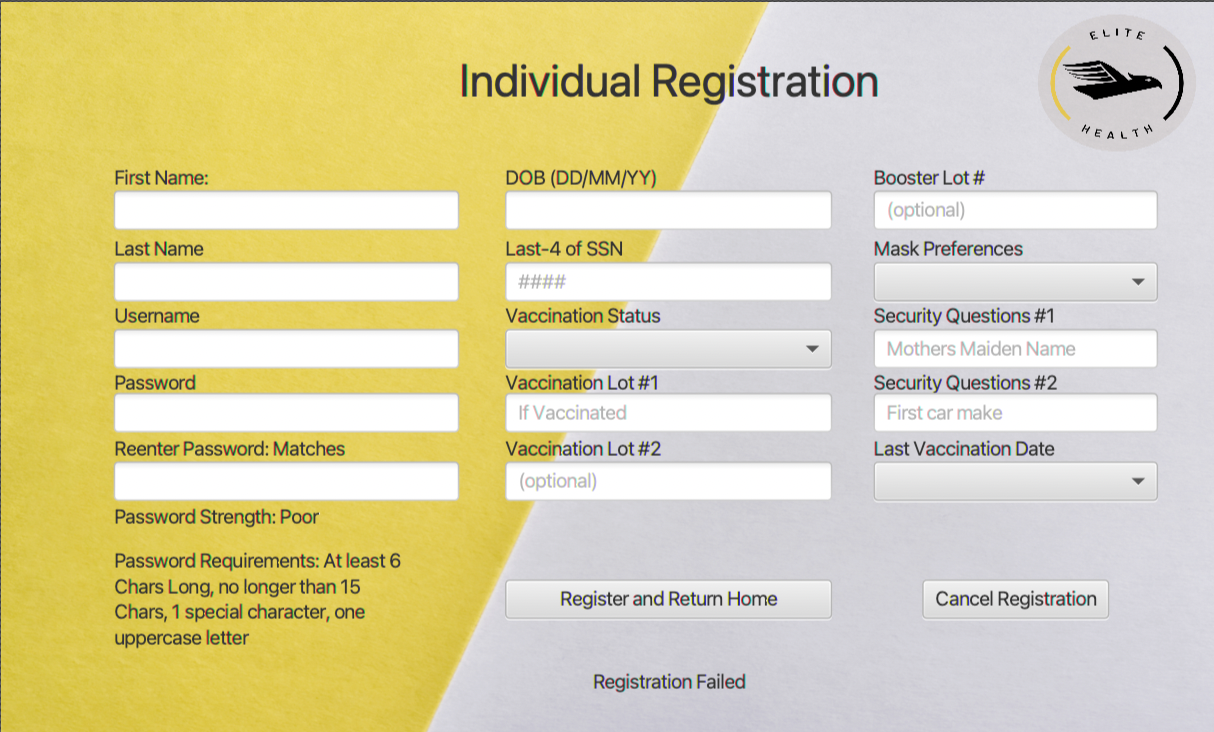 ELITE
HEALTH
Individual Registration
First Name:
DOB (DD/MM/YY)
Booster Lot #
(optional)
Last Name
Last-4 of SSN
Mask Preferences
####
Username
Vaccination Status
Security Questions #1
Mothers Maiden Name
Password
Vaccination Lot #1
Security Questions #2
If Vaccinated
First car make
Reenter Password: Matches
Vaccination Lot #2
Last Vaccination Date
(optional)
Password Strength: Poor
Password Requirements: At least 6
Chars Long, no longer than 15
Chars, 1 special character, one
uppercase letter
Register and Return Home
Cancel Registration
Registration Failed